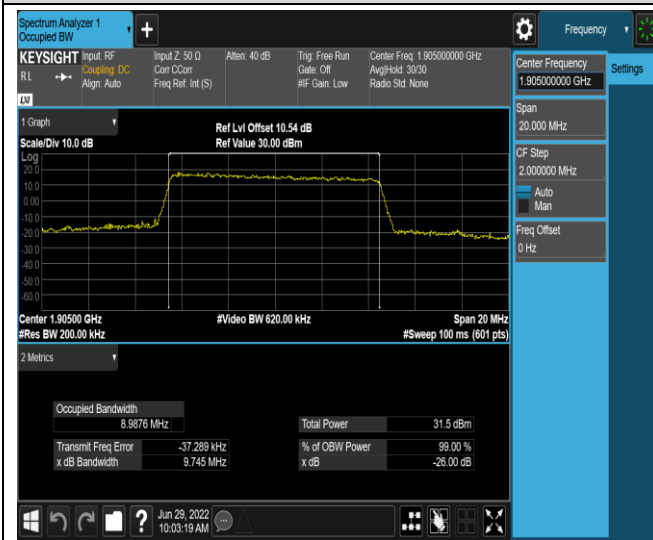 Spectrum Analyzer 1
Occupied BW
Frequency
KEYSIGHT
RL
LXI
Input: RF
Coupling: DC
Align: Auto
Input Z: 50 Ω
Corr CCorr
Freq Ref: Int (S)
Atten: 40 dB
Trig: Free Run
Gate: Off
#IF Gain: Low
Center Freq: 1.905000000 GHz
Avg|Hold: 30/30
Radio Std: None
Center Frequency
1.905000000 GHz
Settings
Span
20.000 MHz
CF Step
2.000000 MHz
Auto
Man
Freq Offset
0 Hz
1 Graph
Scale/Div 10.0 dB
Ref Lvl Offset 10.54 dB
Ref Value 30.00 dBm
Log
20.0
10.0
0.00
-10.0
-20.0
-30.0
-40.0
-50.0
-60.0
Center 1.90500 GHz
#Video BW 620.00 kHz
Span 20 MHz
#Res BW 200.00 kHz
#Sweep 100 ms (601 pts)
2 Metrics
Occupied Bandwidth
8.9876 MHz
Total Power 31.5 dBm
Transmit Freq Error -37.289 kHz
% of OBW Power 99.00 %
x dB Bandwidth 9.745 MHz
x dB -26.00 dB
?
Jun 29, 2022
10:03:19 AM